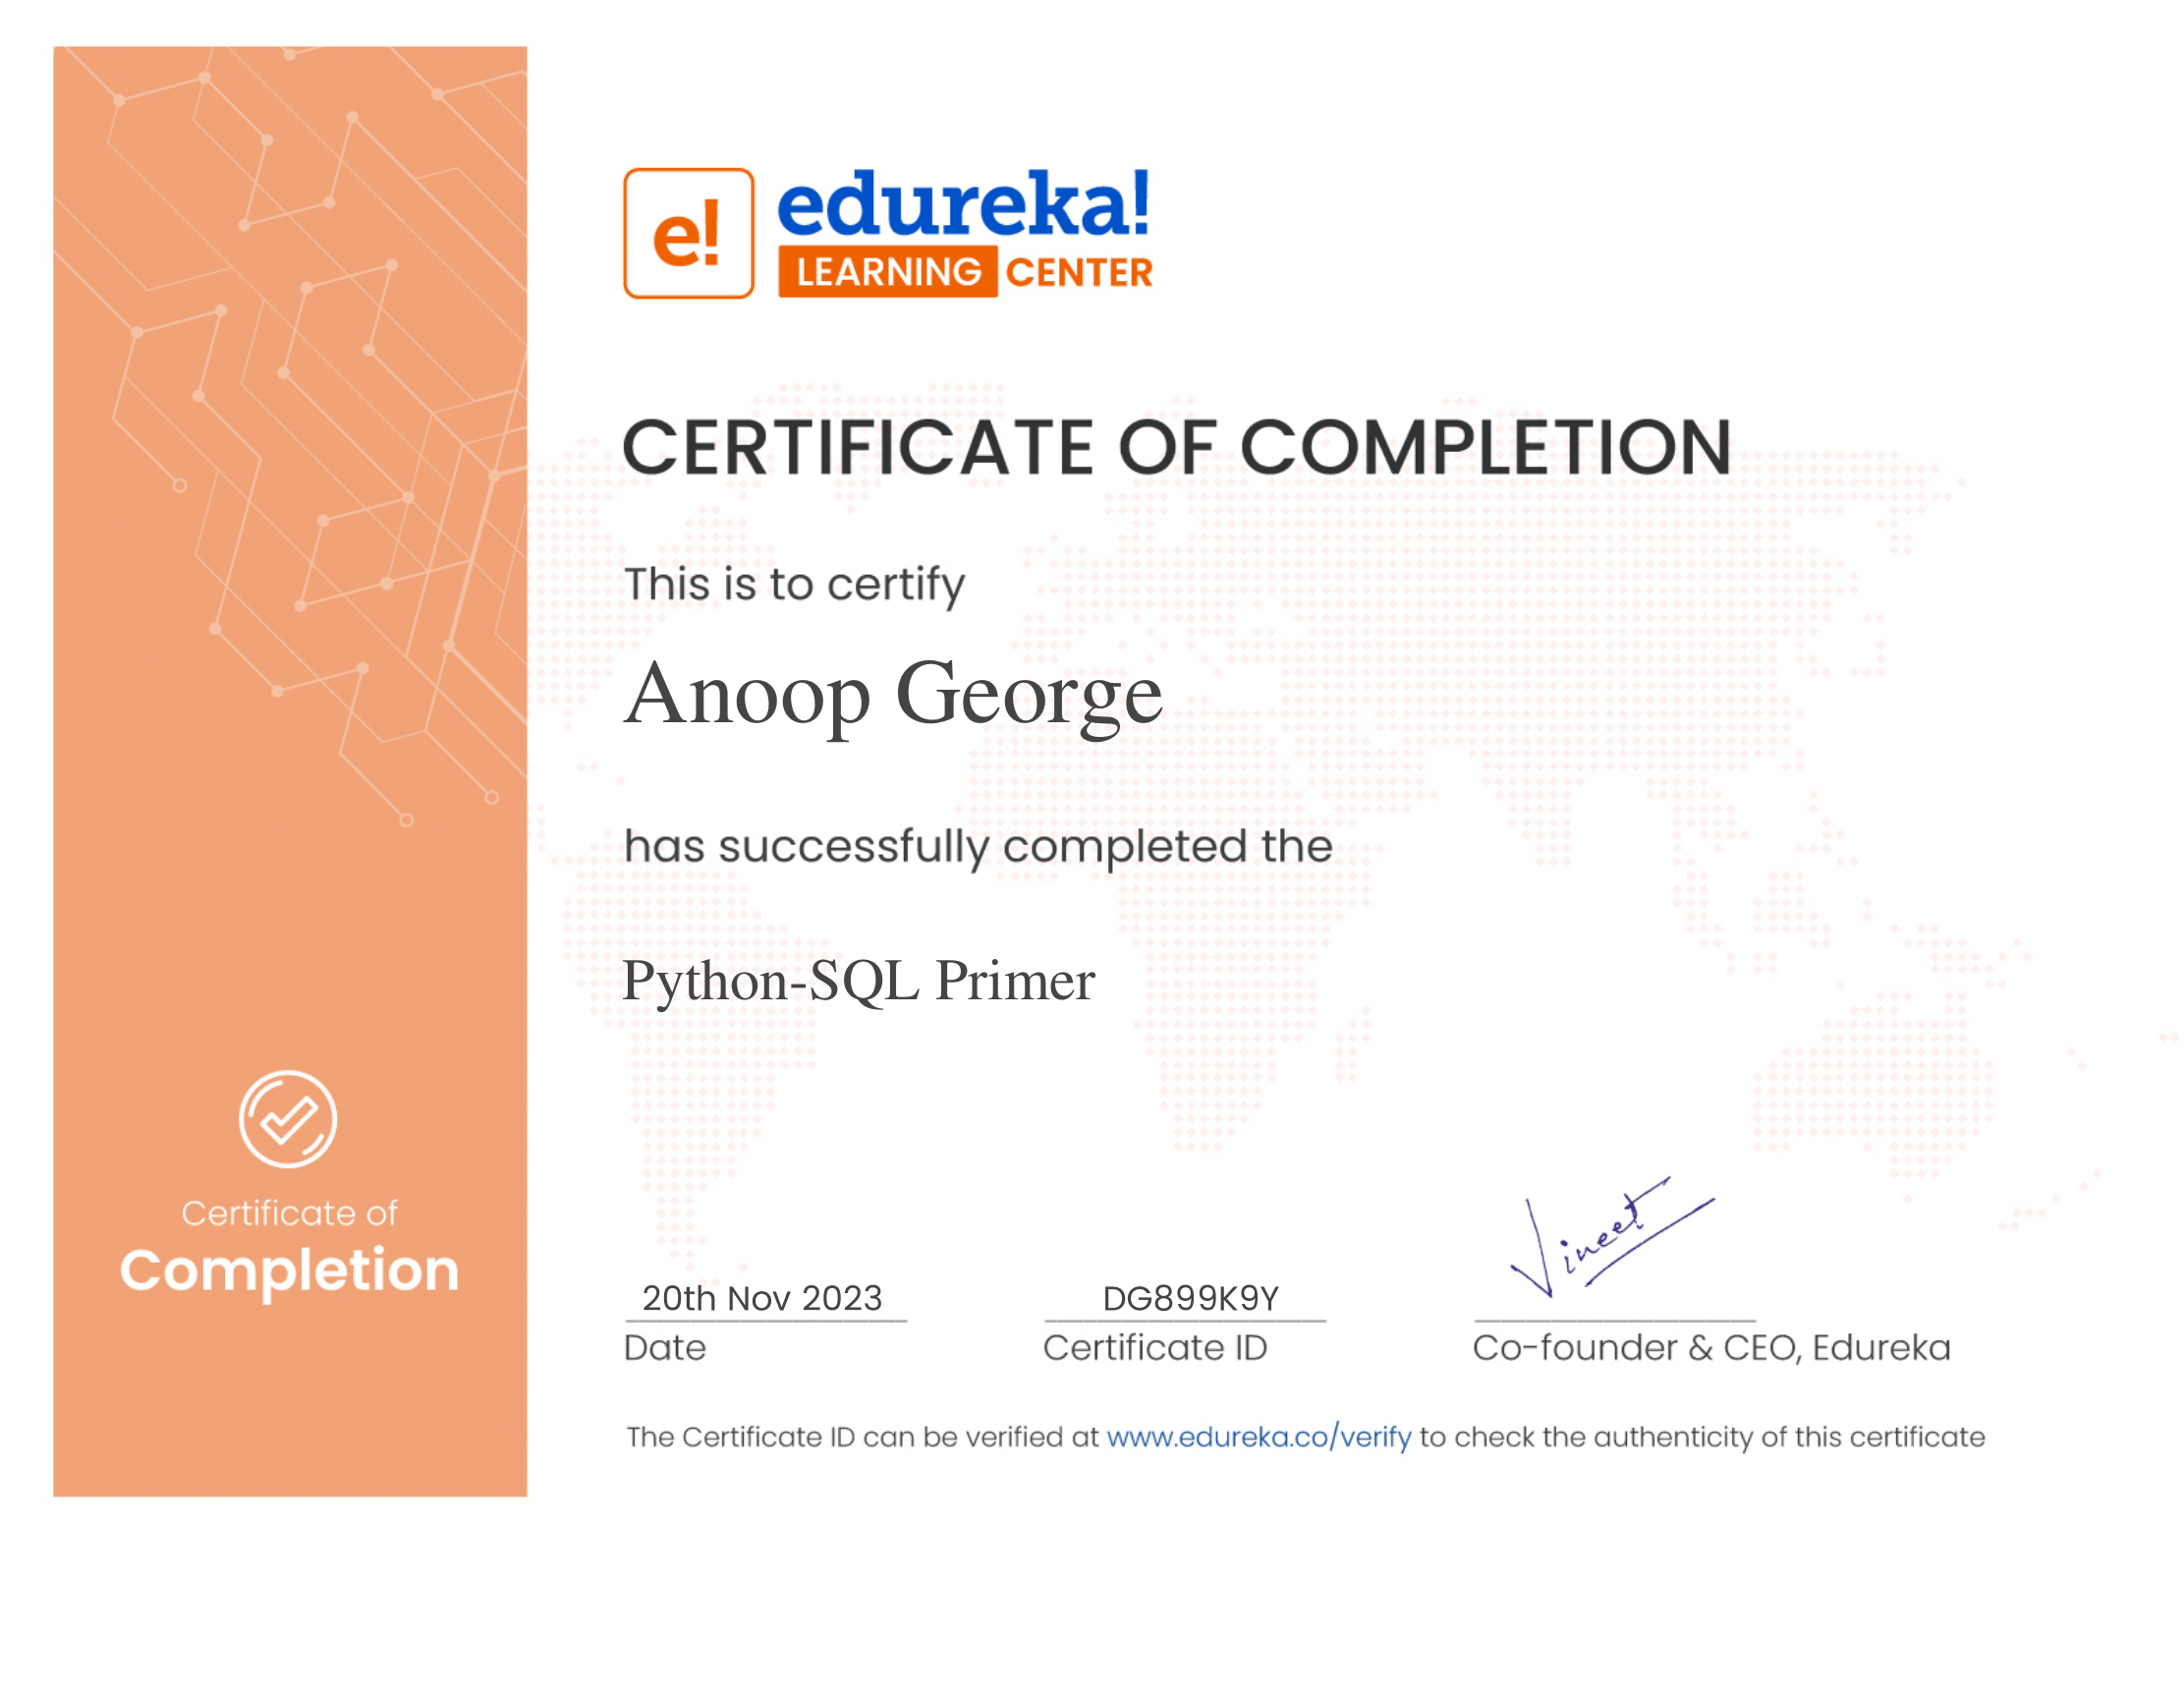 e! edureka!
LEARNING CENTER
CERTIFICATE OF COMPLETION
This is to certify
Anoop George
has successfully completed the
Python-SQL Primer
Certificate of
Completion
Vineet
20th Nov 2023 DG899K9Y
Date Certificate ID Co-founder & CEO, Edureka
The Certificate ID can be verified at www.edureka.co/verify to check the authenticity of this certificate